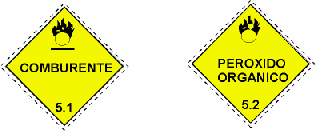 COMBURENTE
5.1
PEROXIDO
ORGANICO
5.2